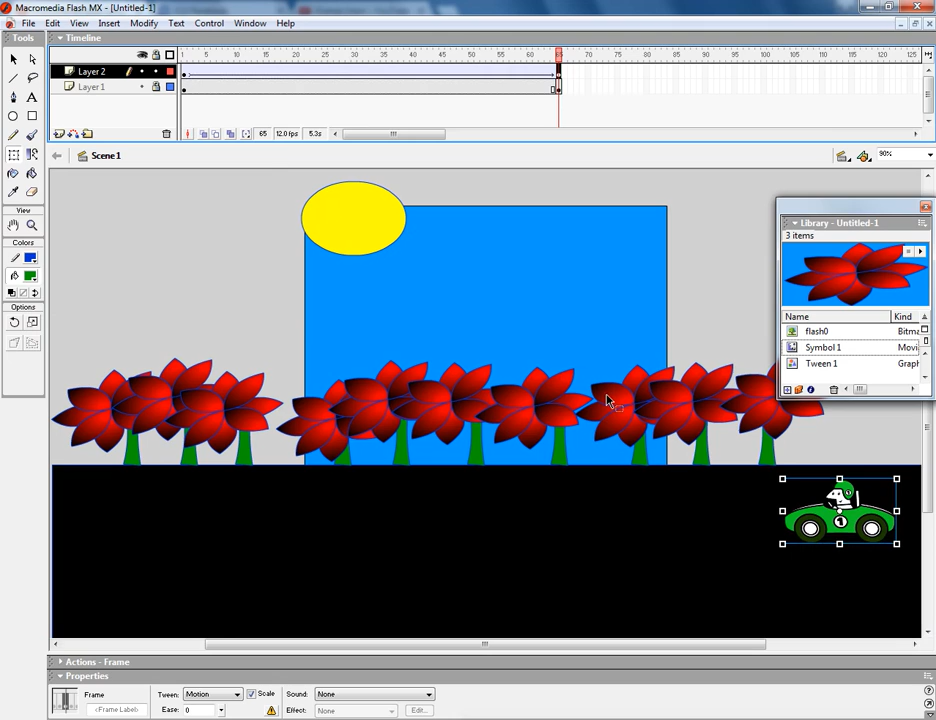 Macromedia Flash MX - [Untitled-1]
File Edit View Insert Modify Text Control Window Help
Tools
View
Colors
Options
Timeline
1 5 10 15 20 25 30 35 40 45 50 55 60 65 70 75 80 85 90 95 100 105 110 115 120 125
Layer 2
Layer 1
65 12.0 fps 5.3s
Scene 1
90%
Library - Untitled-1
3 items
Name Kind
flash0 Bitma
Symbol 1 Movi
Tween 1 Graph
1
Actions - Frame
Properties
Frame
<Frame Label>
Tween: Motion Scale Sound: None
Ease: 0 Effect: None Edit...